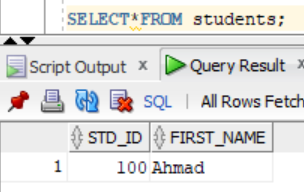 SELECT*FROM students;
Script Output x Query Result x
SQL | All Rows Fetch
STD_ID FIRST_NAME
1 100 Ahmad